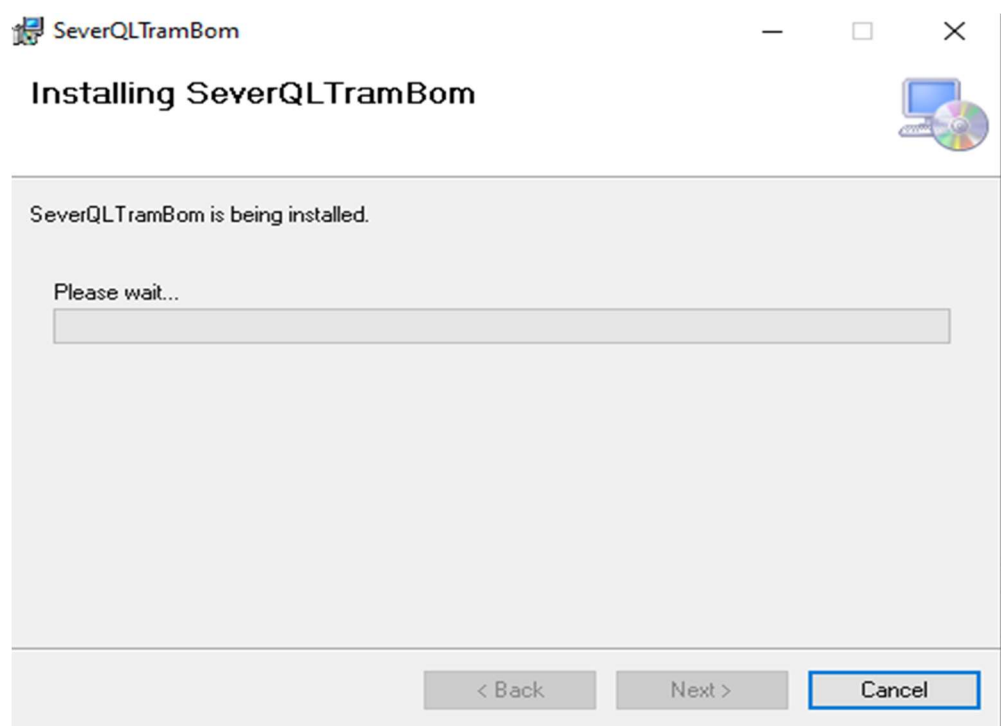 SeverQLTramBom
Installing SeverQLTramBom
SeverQLTramBom is being installed.
Please wait...
< Back
Next >
Cancel